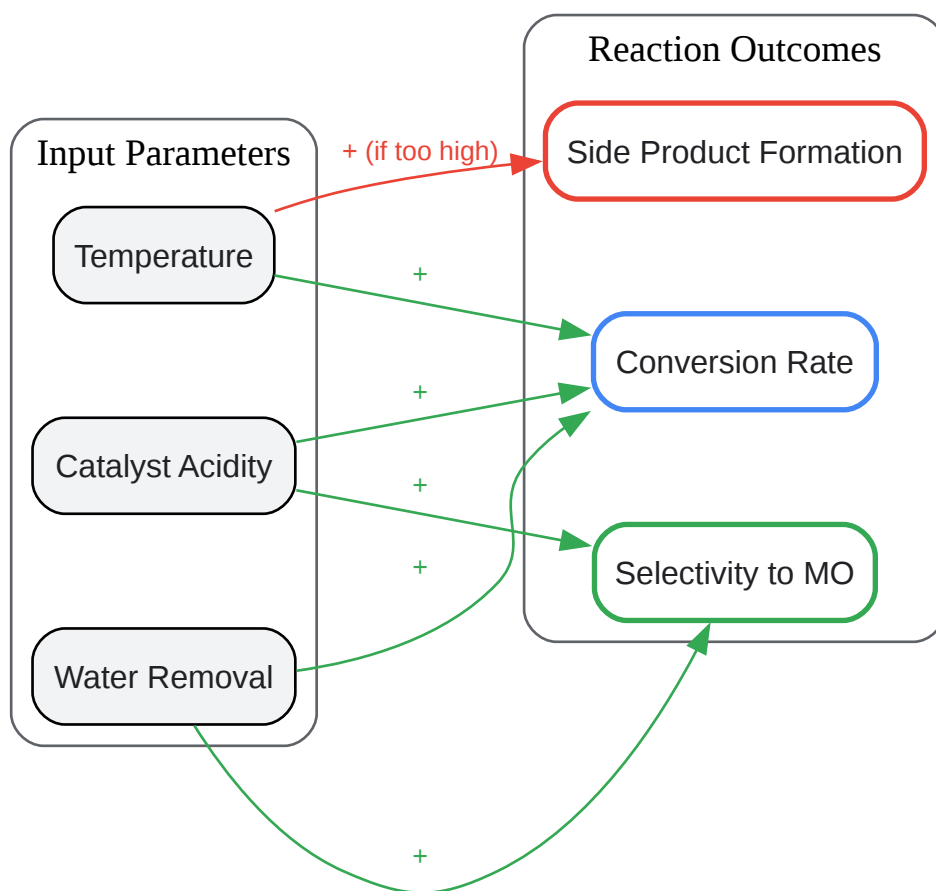 Reaction Outcomes
Input Parameters
+ (if too high)
Side Product Formation
Temperature
+
Conversion Rate
+
Catalyst Acidity
+
+
Selectivity to MO
Water Removal
+